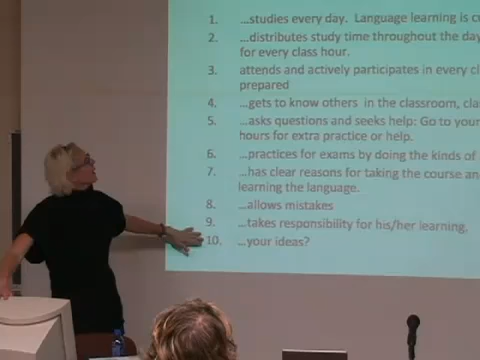 1. ...studies every day. Language learning is
2. ...distributes study time throughout the day
for every class hour.
3. attends and actively participates in every
prepared
4. ...gets to know others in the classroom,
5. ...asks questions and seeks help: Go to your
hours for extra practice or help.
6. ...practices for exams by doing the kinds of
7. ...has clear reasons for taking the course
learning the language.
8. ...allows mistakes
9. ...takes responsibility for his/her learning.
10. ...your ideas?